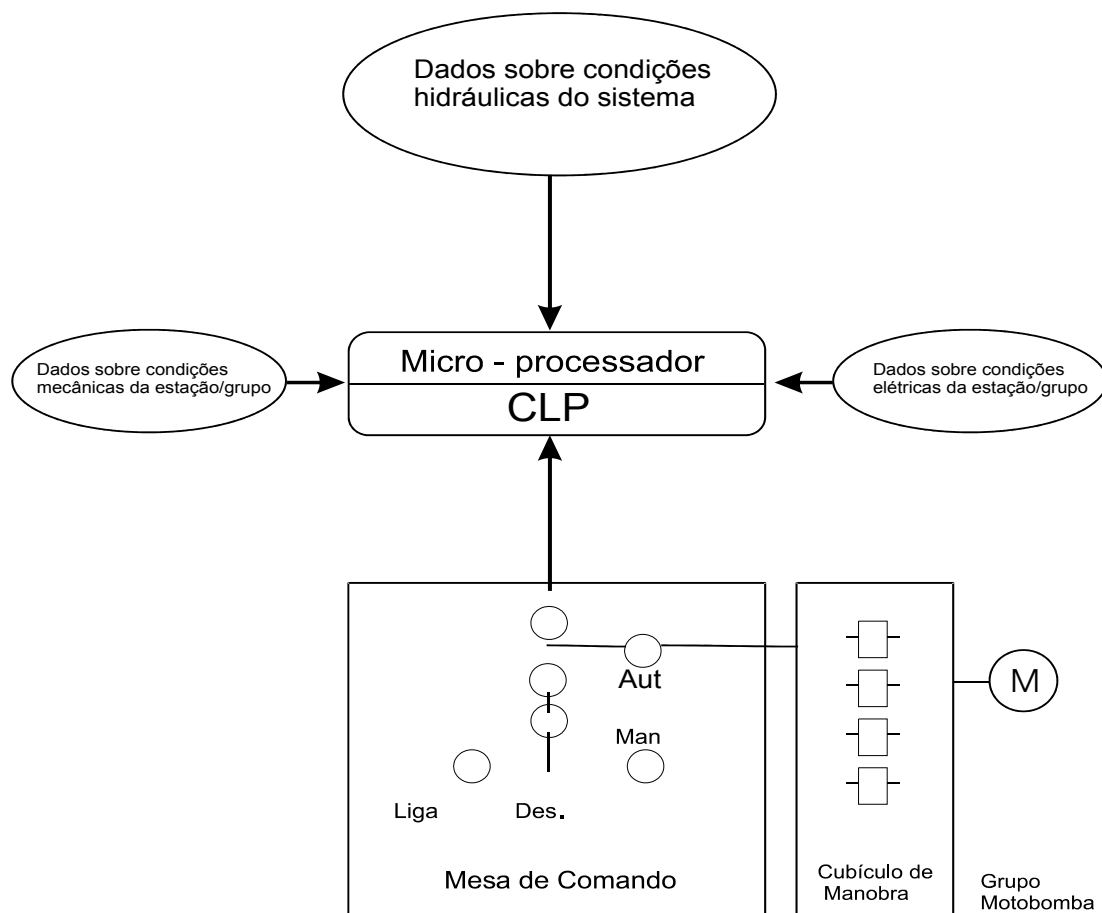 Dados sobre condições
hidráulicas do sistema
Dados sobre condições
mecânicas da estação/grupo
Micro - processador
CLP
Dados sobre condições
elétricas da estação/grupo
Aut
Man
Liga
Des.
Mesa de Comando
Cubículo de
Manobra
M
Grupo
Motobomba